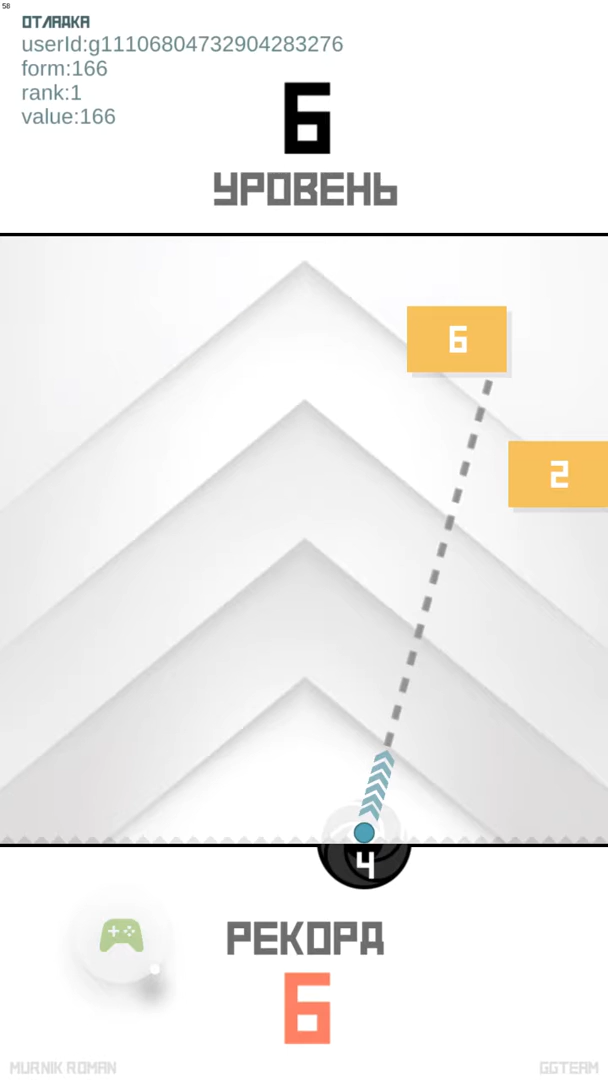 58
ОТЛАДКА
userId:g11106804732904283276
form:166
rank:1
value:166
6
УРОВЕНЬ
6
2
4
РЕКОРД
6
MURNIK ROMAN
GGTEAM